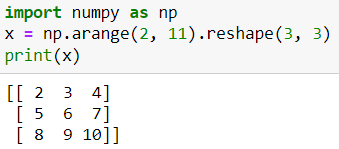 import numpy as np
x = np.arange(2, 11).reshape(3, 3)
print(x)
[[ 2  3  4]
 [ 5  6  7]
 [ 8  9 10]]